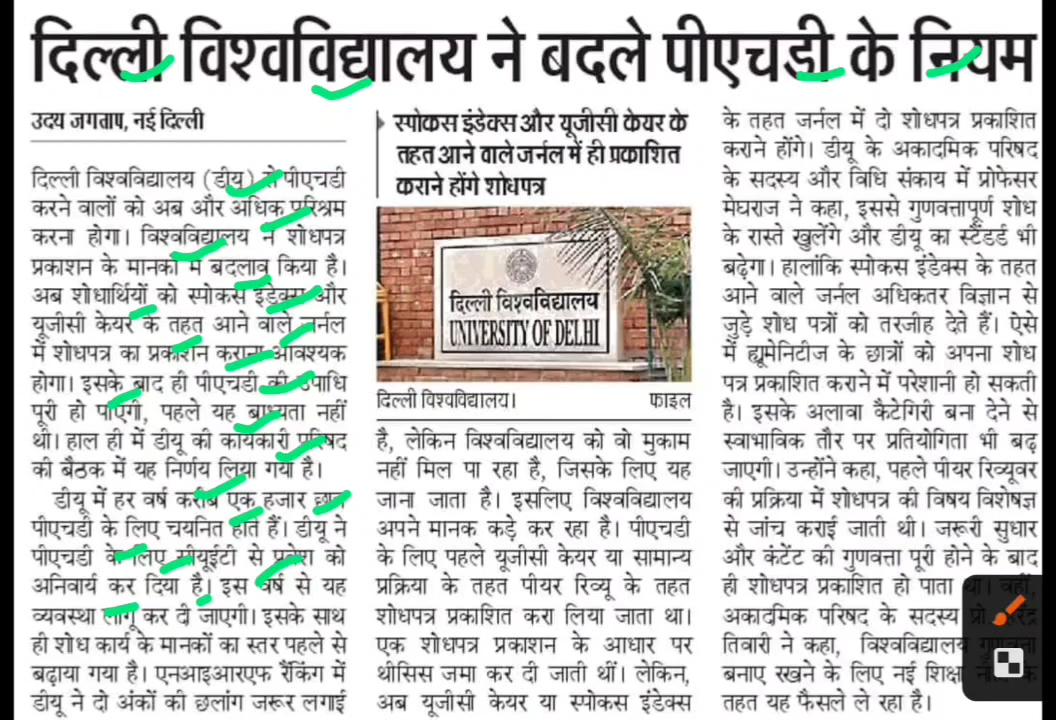 दिल्ली विश्वविद्यालय ने बदले पीएचडी के नियम
उदय जगताप, नई दिल्ली
दिल्ली विश्वविद्यालय (डीयू) से पीएचडी
करने वालों को अब और अधिक परिश्रम
करना होगा। विश्वविद्यालय ने शोधपत्र
प्रकाशन के मानकों में बदलाव किया है।
अब शोधार्थियों को स्पोकस इंडेक्स और
यूजीसी केयर के तहत आने वाले जर्नल
में शोधपत्र का प्रकाशन कराना आवश्यक
होगा। इसके बाद ही पीएचडी की उपाधि
पूरी हो पाएगी, पहले यह बाध्यता नहीं
थी। हाल ही में डीयू की कार्यकारी परिषद
की बैठक में यह निर्णय लिया गया है।
डीयू में हर वर्ष करीब एक हजार छात्र
पीएचडी के लिए चयनित होते हैं। डीयू ने
पीएचडी के लिए सीयूईटी से प्रवेश को
अनिवार्य कर दिया है। इस वर्ष से यह
व्यवस्था लागू कर दी जाएगी। इसके साथ
ही शोध कार्य के मानकों का स्तर पहले से
बढ़ाया गया है। एनआइआरएफ रैंकिंग में
डीयू ने दो अंकों की छलांग जरूर लगाई
स्पोकस इंडेक्स और यूजीसी केयर के
तहत आने वाले जर्नल में ही प्रकाशित
कराने होंगे शोधपत्र
दिल्ली विश्वविद्यालय
UNIVERSITY OF DELHI
दिल्ली विश्वविद्यालय। फाइल
है, लेकिन विश्वविद्यालय को वो मुकाम
नहीं मिल पा रहा है, जिसके लिए यह
जाना जाता है। इसलिए विश्वविद्यालय
अपने मानक कड़े कर रहा है। पीएचडी
के लिए पहले यूजीसी केयर या सामान्य
प्रक्रिया के तहत पीयर रिव्यू के तहत
शोधपत्र प्रकाशित करा लिया जाता था।
एक शोधपत्र प्रकाशन के आधार पर
थीसिस जमा कर दी जाती थीं। लेकिन,
अब यूजीसी केयर या स्पोकस इंडेक्स
के तहत जर्नल में दो शोधपत्र प्रकाशित
कराने होंगे। डीयू के अकादमिक परिषद
के सदस्य और विधि संकाय में प्रोफेसर
मेघराज ने कहा, इससे गुणवत्तापूर्ण शोध
के रास्ते खुलेंगे और डीयू का स्टैंडर्ड भी
बढ़ेगा। हालांकि स्पोकस इंडेक्स के तहत
आने वाले जर्नल अधिकतर विज्ञान से
जुड़े शोध पत्रों को तरजीह देते हैं। ऐसे
में ह्यूमेनिटीज के छात्रों को अपना शोध
पत्र प्रकाशित कराने में परेशानी हो सकती
है। इसके अलावा कैटेगिरी बना देने से
स्वाभाविक तौर पर प्रतियोगिता भी बढ़
जाएगी। उन्होंने कहा, पहले पीयर रिव्यूवर
की प्रक्रिया में शोधपत्र की विषय विशेषज्ञ
से जांच कराई जाती थी। जरूरी सुधार
और कंटेंट की गुणवत्ता पूरी होने के बाद
ही शोधपत्र प्रकाशित हो पाता था। वहीं,
अकादमिक परिषद के सदस्य प्रो
तिवारी ने कहा, विश्वविद्यालय गुणवत्ता
बनाए रखने के लिए नई शिक्षा के
तहत यह फैसले ले रहा है।